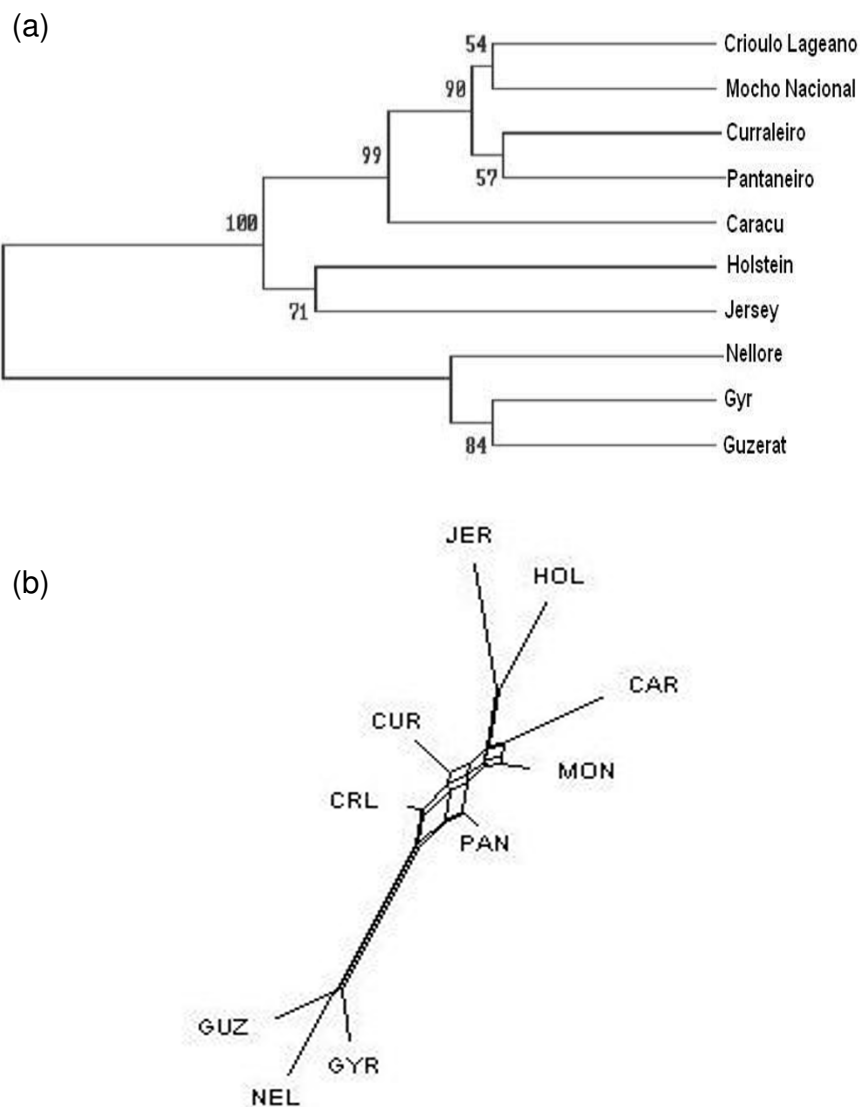 (a)
54
Crioulo Lageano
90
Mocho Nacional
Curraleiro
99
57
Pantaneiro
100
Caracu
Holstein
71
Jersey
Nellore
Gyr
84
Guzerat
(b)
JER
HOL
CAR
CUR
MON
CRL
PAN
GUZ
GYR
NEL